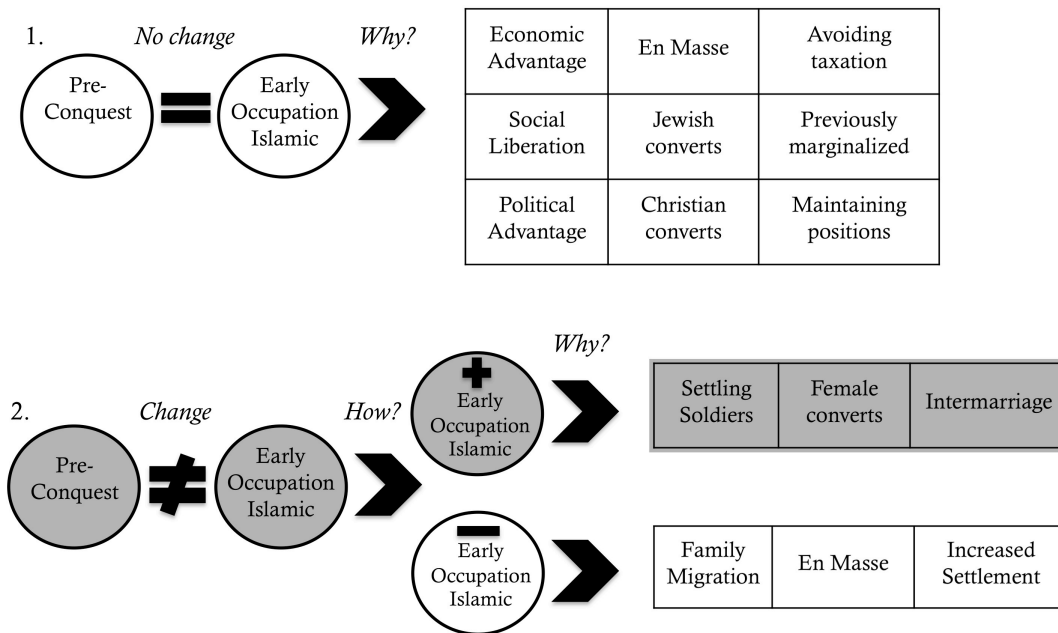 1.
No change
Why?
Pre-
Conquest
Early
Occupation
Islamic
Economic
Advantage
En Masse
Avoiding
taxation
Social
Liberation
Jewish
converts
Previously
marginalized
Political
Advantage
Christian
converts
Maintaining
positions
2.
Change
How?
Why?
Pre-
Conquest
Early
Occupation
Islamic
Early
Occupation
Islamic
Settling
Soldiers
Female
converts
Intermarriage
Early
Occupation
Islamic
Family
Migration
En Masse
Increased
Settlement